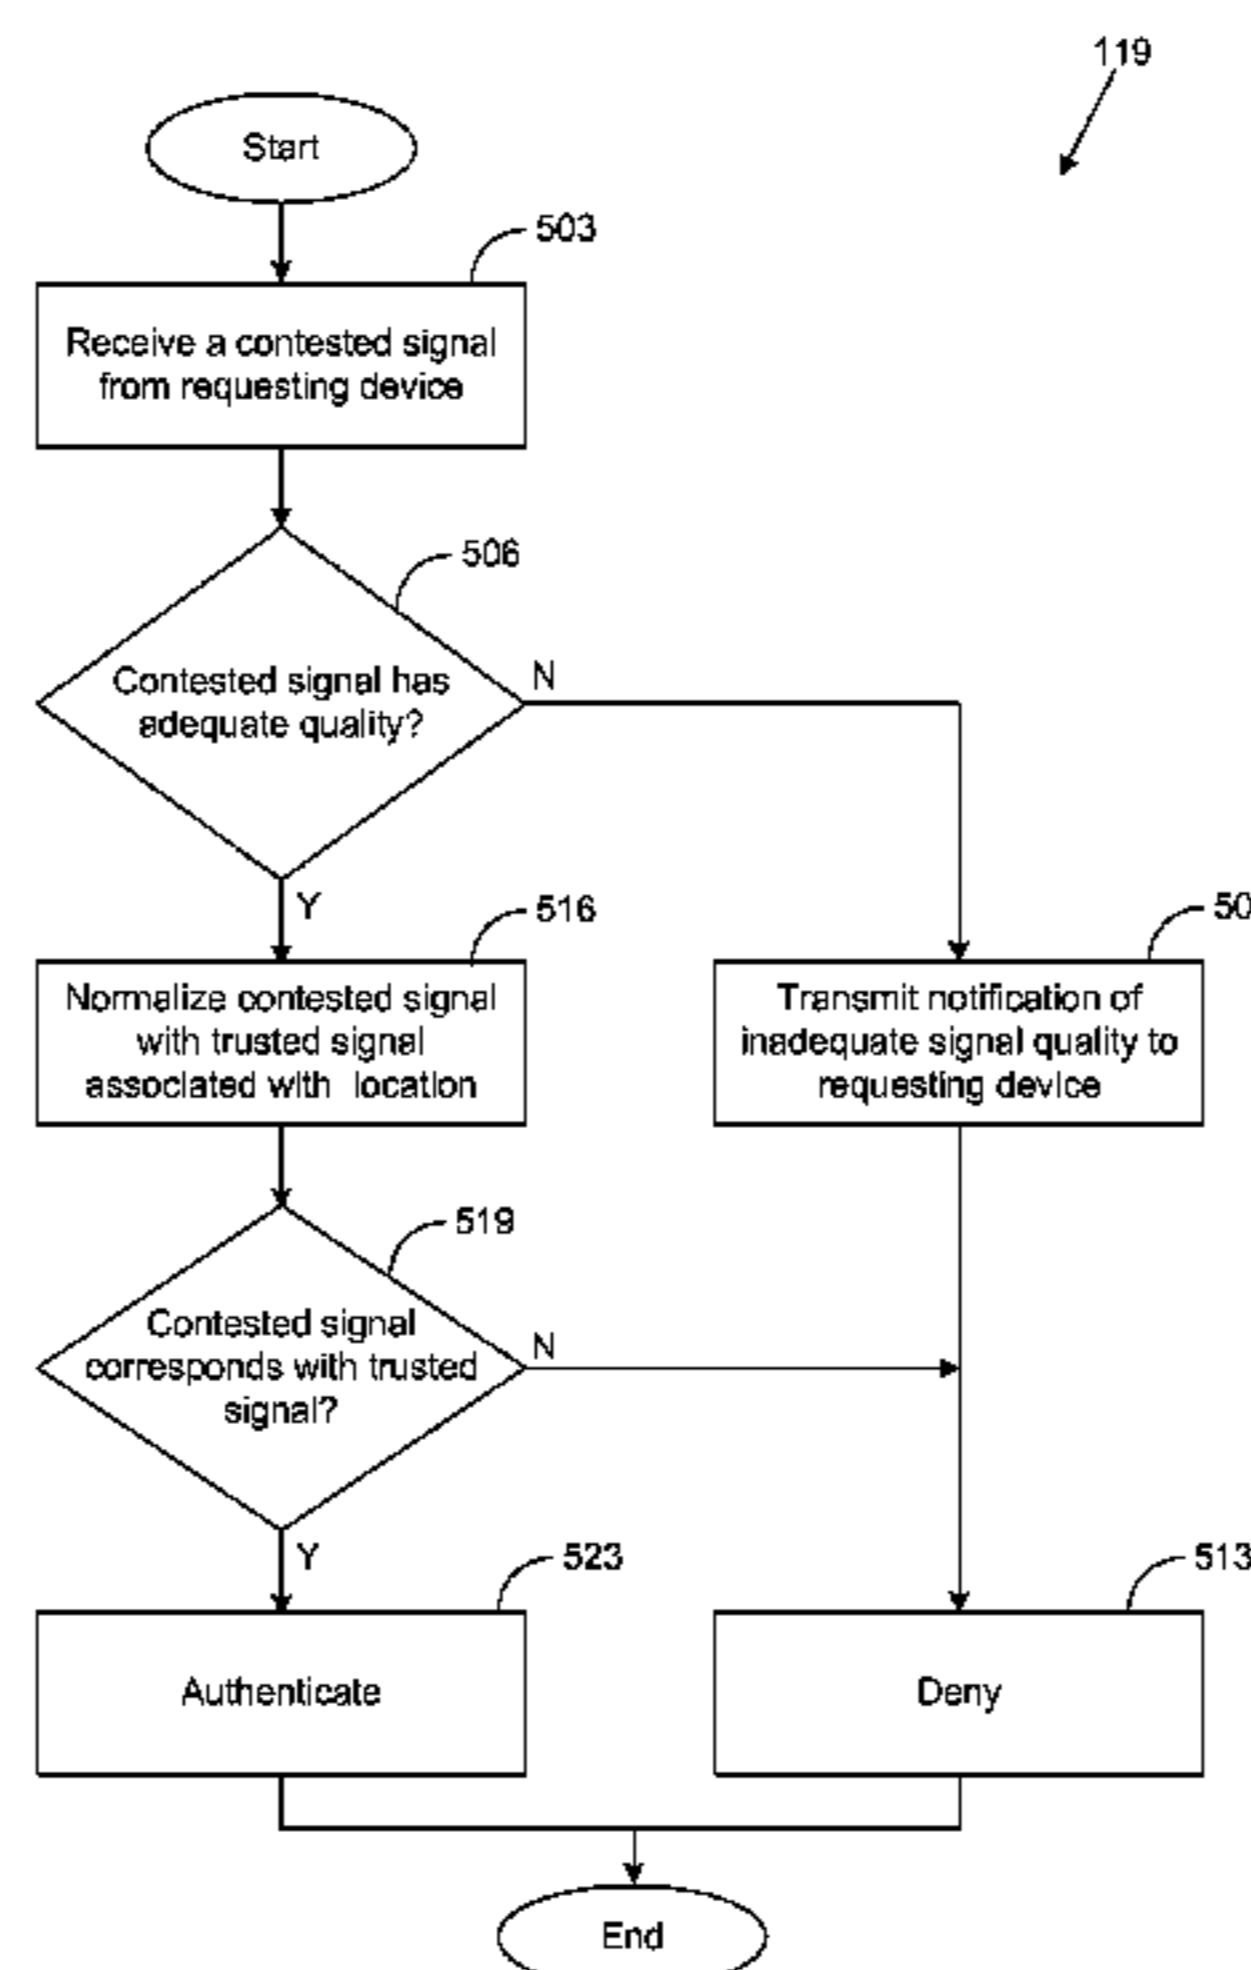 119
Start
503
Receive a contested signal
from requesting device
506
Contested signal has
adequate quality?
N
Y
516
Normalize contested signal
with trusted signal
associated with location
50
Transmit notification of
inadequate signal quality to
requesting device
519
Contested signal
corresponds with trusted
signal?
N
Y
523
Authenticate
513
Deny
End